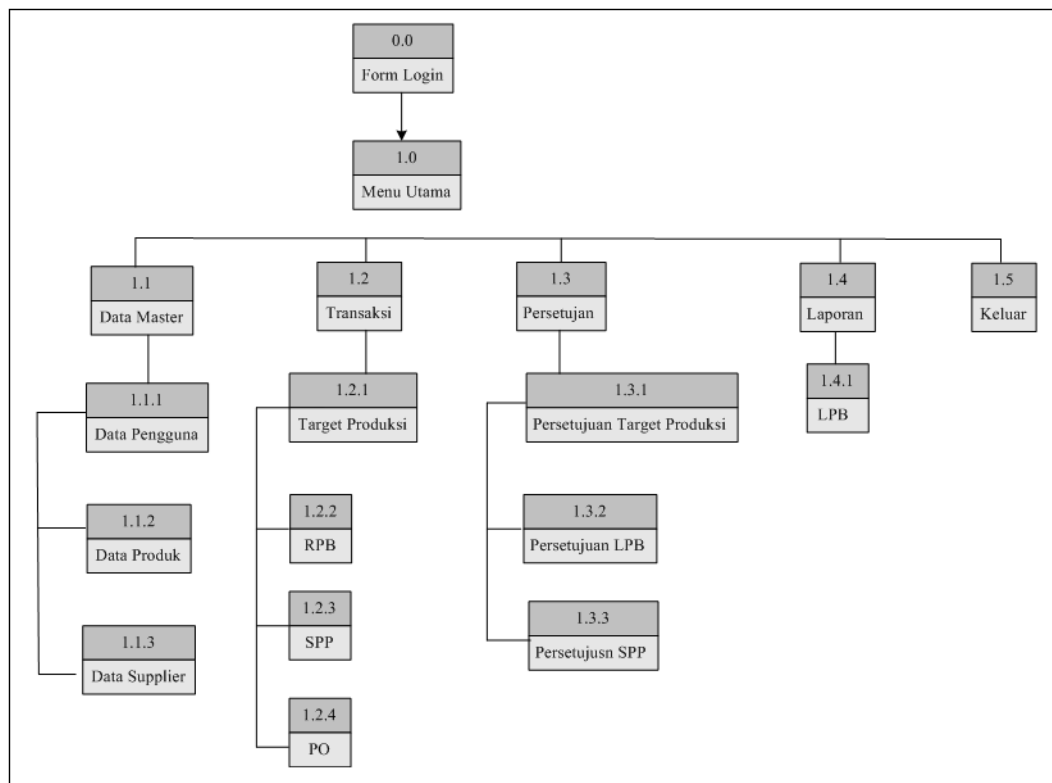 0.0
Form Login
1.0
Menu Utama
1.1
Data Master
1.2
Transaksi
1.3
Persetujan
1.4
Laporan
1.5
Keluar
1.1.1
Data Pengguna
1.2.1
Target Produksi
1.3.1
Persetujuan Target Produksi
1.4.1
LPB
1.1.2
Data Produk
1.2.2
RPB
1.3.2
Persetujuan LPB
1.2.3
SPP
1.3.3
Persetujusn SPP
1.1.3
Data Supplier
1.2.4
PO